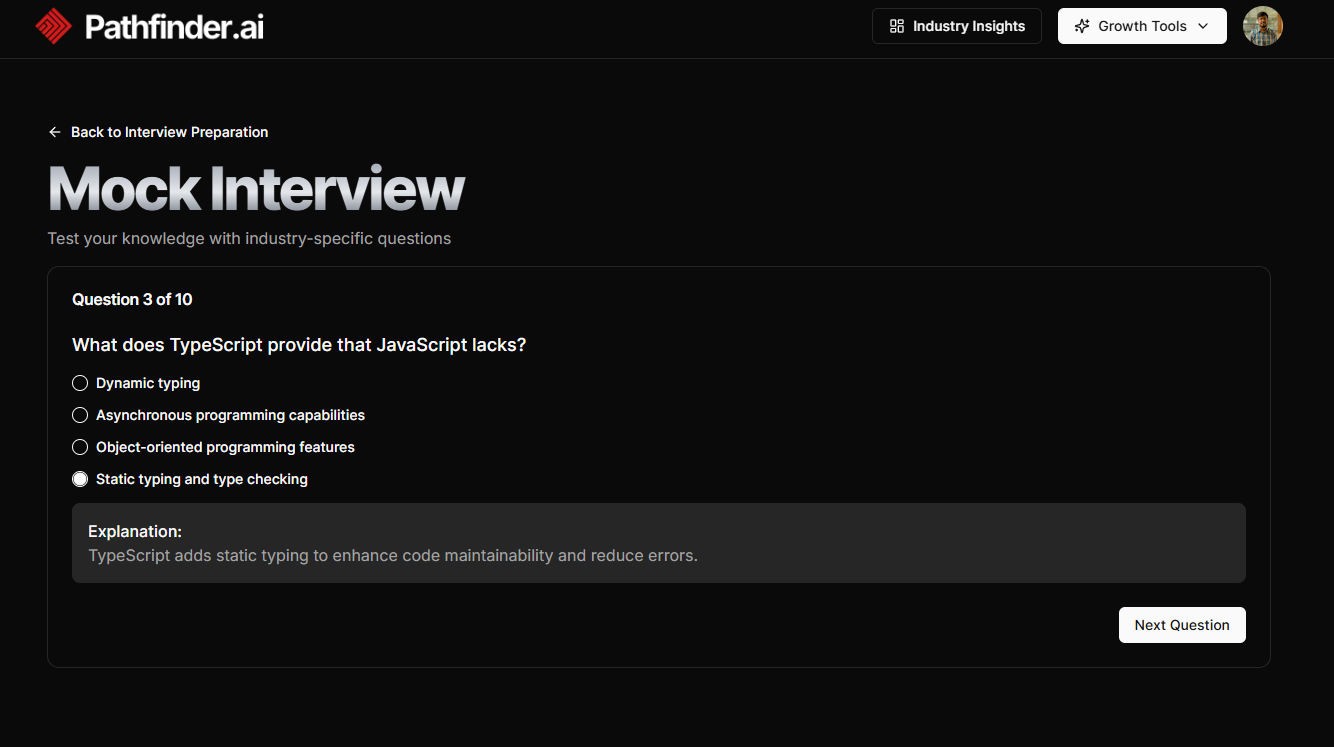 Pathfinder.ai
Industry Insights
Growth Tools
Back to Interview Preparation
Mock Interview
Test your knowledge with industry-specific questions
Question 3 of 10
What does TypeScript provide that JavaScript lacks?
Dynamic typing
Asynchronous programming capabilities
Object-oriented programming features
Static typing and type checking
Explanation:
TypeScript adds static typing to enhance code maintainability and reduce errors.
Next Question